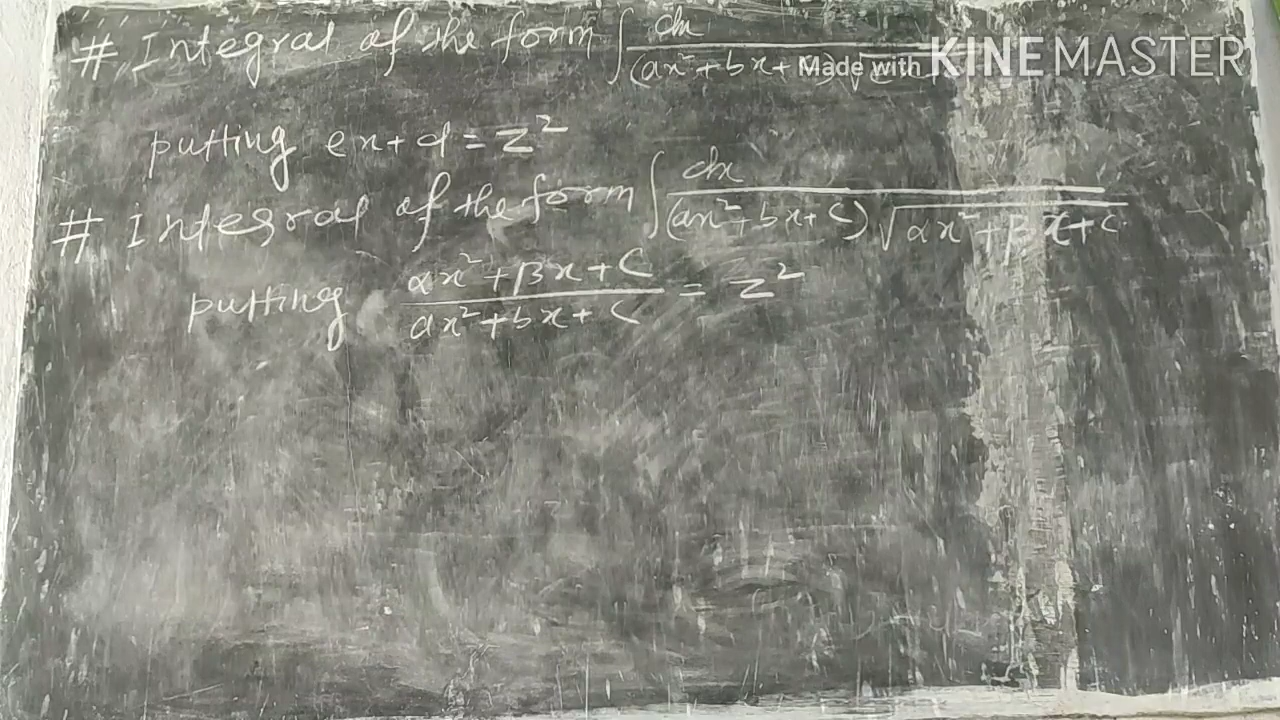 # Integral of the form ∫ dx / (ax²+bx+
Made with KINEMASTER
putting ex+d = z²
# Integral of the form ∫ dx / (ax²+bx+c) √αx²+βx+c
putting αx²+βx+c / ax²+bx+c = z²